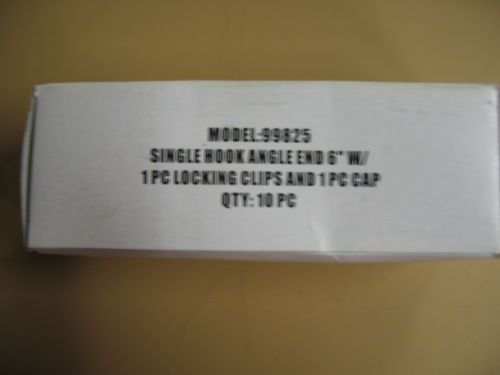 MODEL:99825
SINGLE HOOK ANGLE END 6" W/
1 PC LOCKING CLIPS AND 1 PC CAP
QTY: 10 PC